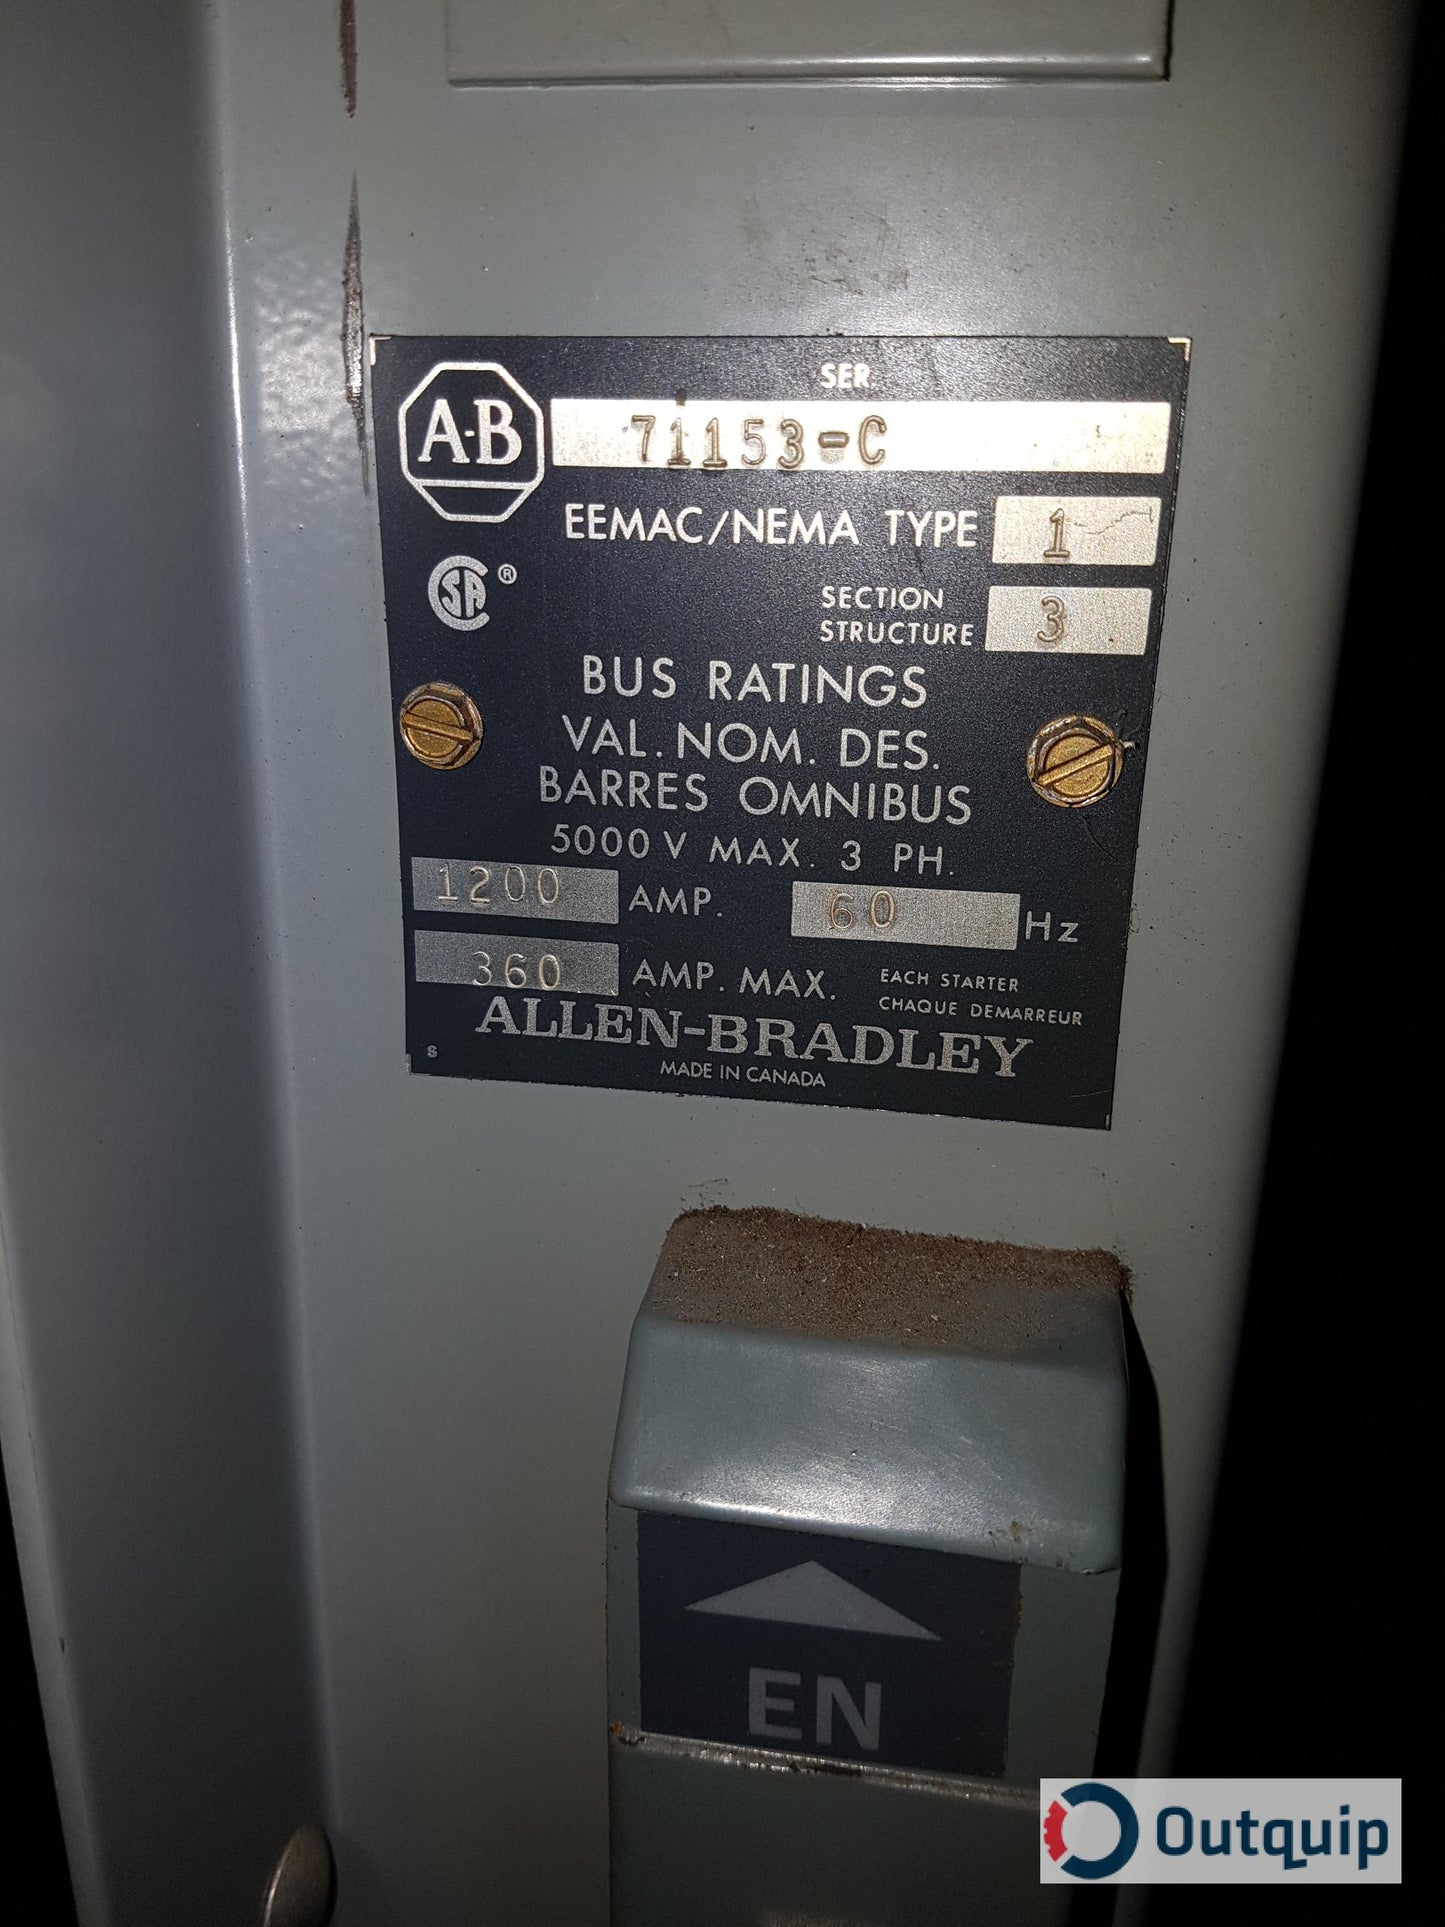 A-B
SER.
71153-C
EEMAC/NEMA TYPE 1
CSA ®
SECTION
STRUCTURE 3
BUS RATINGS
VAL. NOM. DES.
BARRES OMNIBUS
5000 V MAX. 3 PH.
1200 AMP. 60 Hz
360 AMP. MAX. EACH STARTER
CHAQUE DEMARREUR
ALLEN-BRADLEY
S
MADE IN CANADA
EN
Outquip